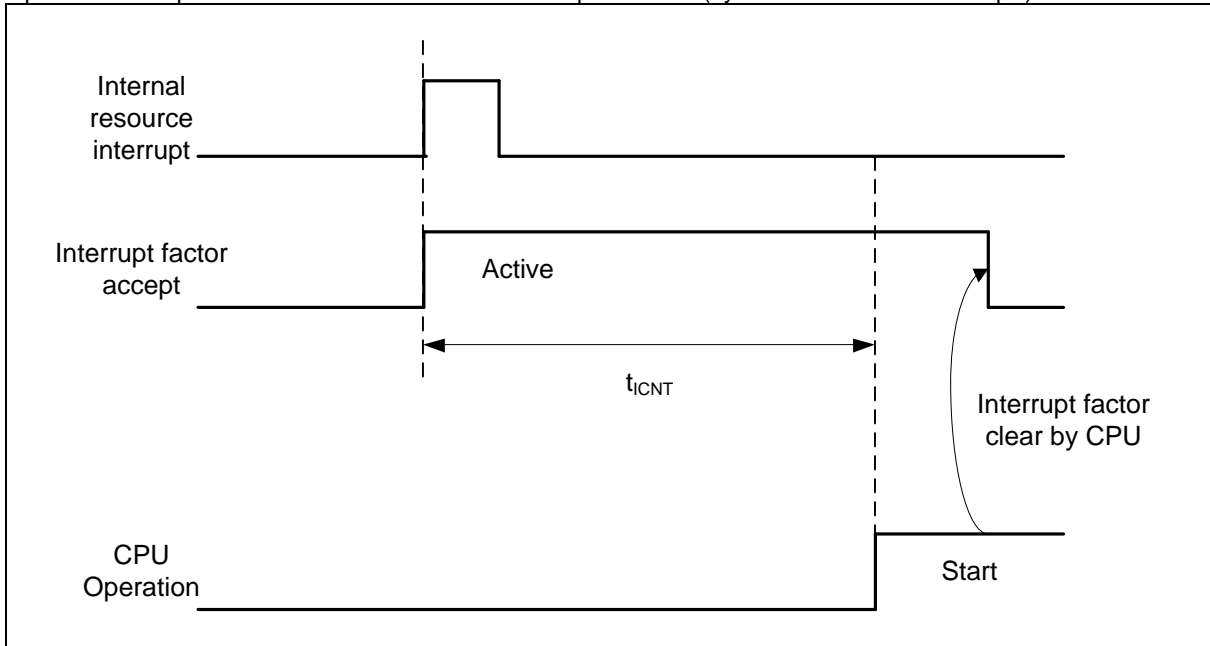 Internal
resource
interrupt
Interrupt factor
accept
Active
tICNT
Interrupt factor
clear by CPU
CPU
Operation
Start